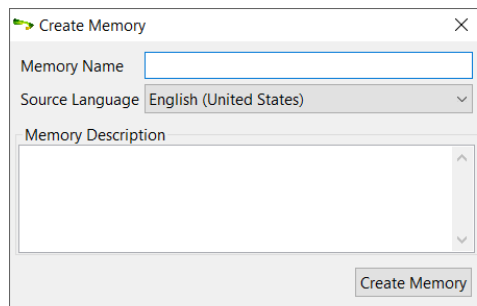 Create Memory
Memory Name
Source Language English (United States)
Memory Description
Create Memory